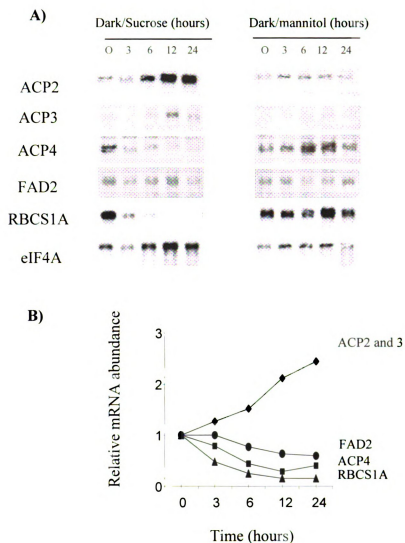 A)
Dark/Sucrose (hours)
Dark/mannitol (hours)
O 3 6 12 24
O 3 6 12 24
ACP2
ACP3
ACP4
FAD2
RBCS1A
eIF4A
B)
Relative mRNA abundance
3
2
1
0
ACP2 and 3
FAD2
ACP4
RBCS1A
0 3 6 12 24
Time (hours)